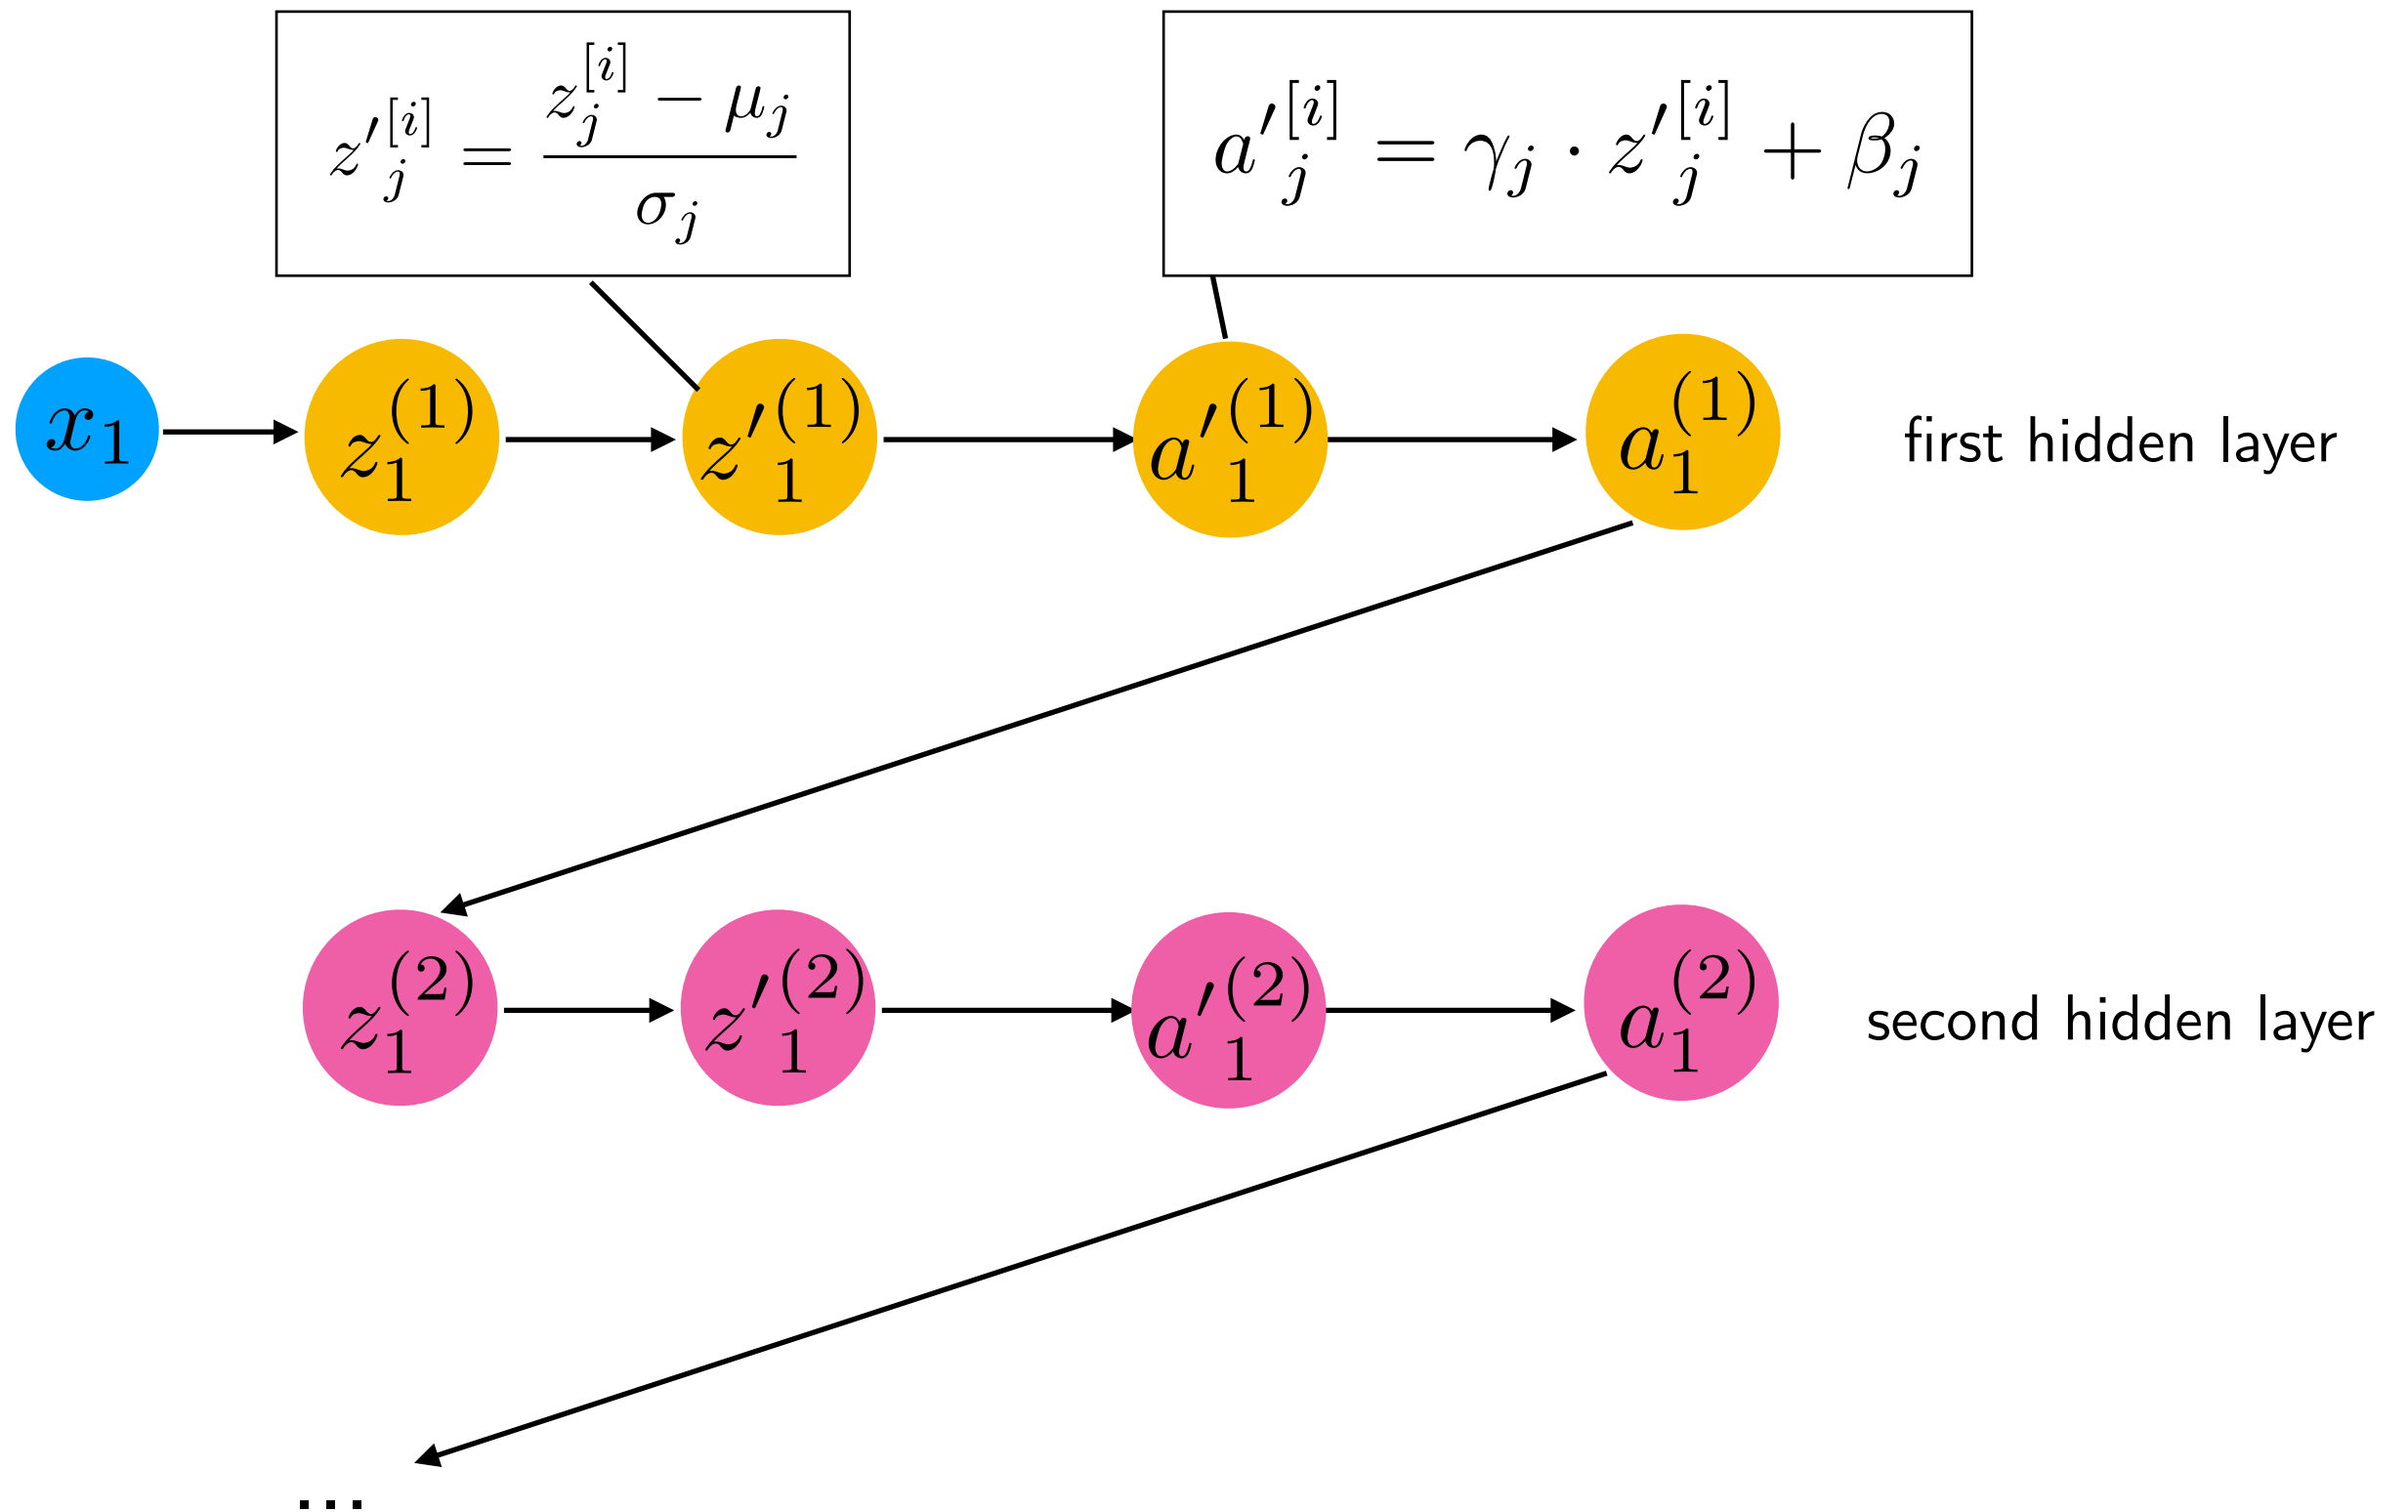 z′_j^[i] = (z_j^[i] − μ_j) / σ_j
a′_j^[i] = γ_j · z′_j^[i] + β_j
x_1
z_1^(1)
z′_1^(1)
a′_1^(1)
a_1^(1)
first hidden layer
z_1^(2)
z′_1^(2)
a′_1^(2)
a_1^(2)
second hidden layer
...